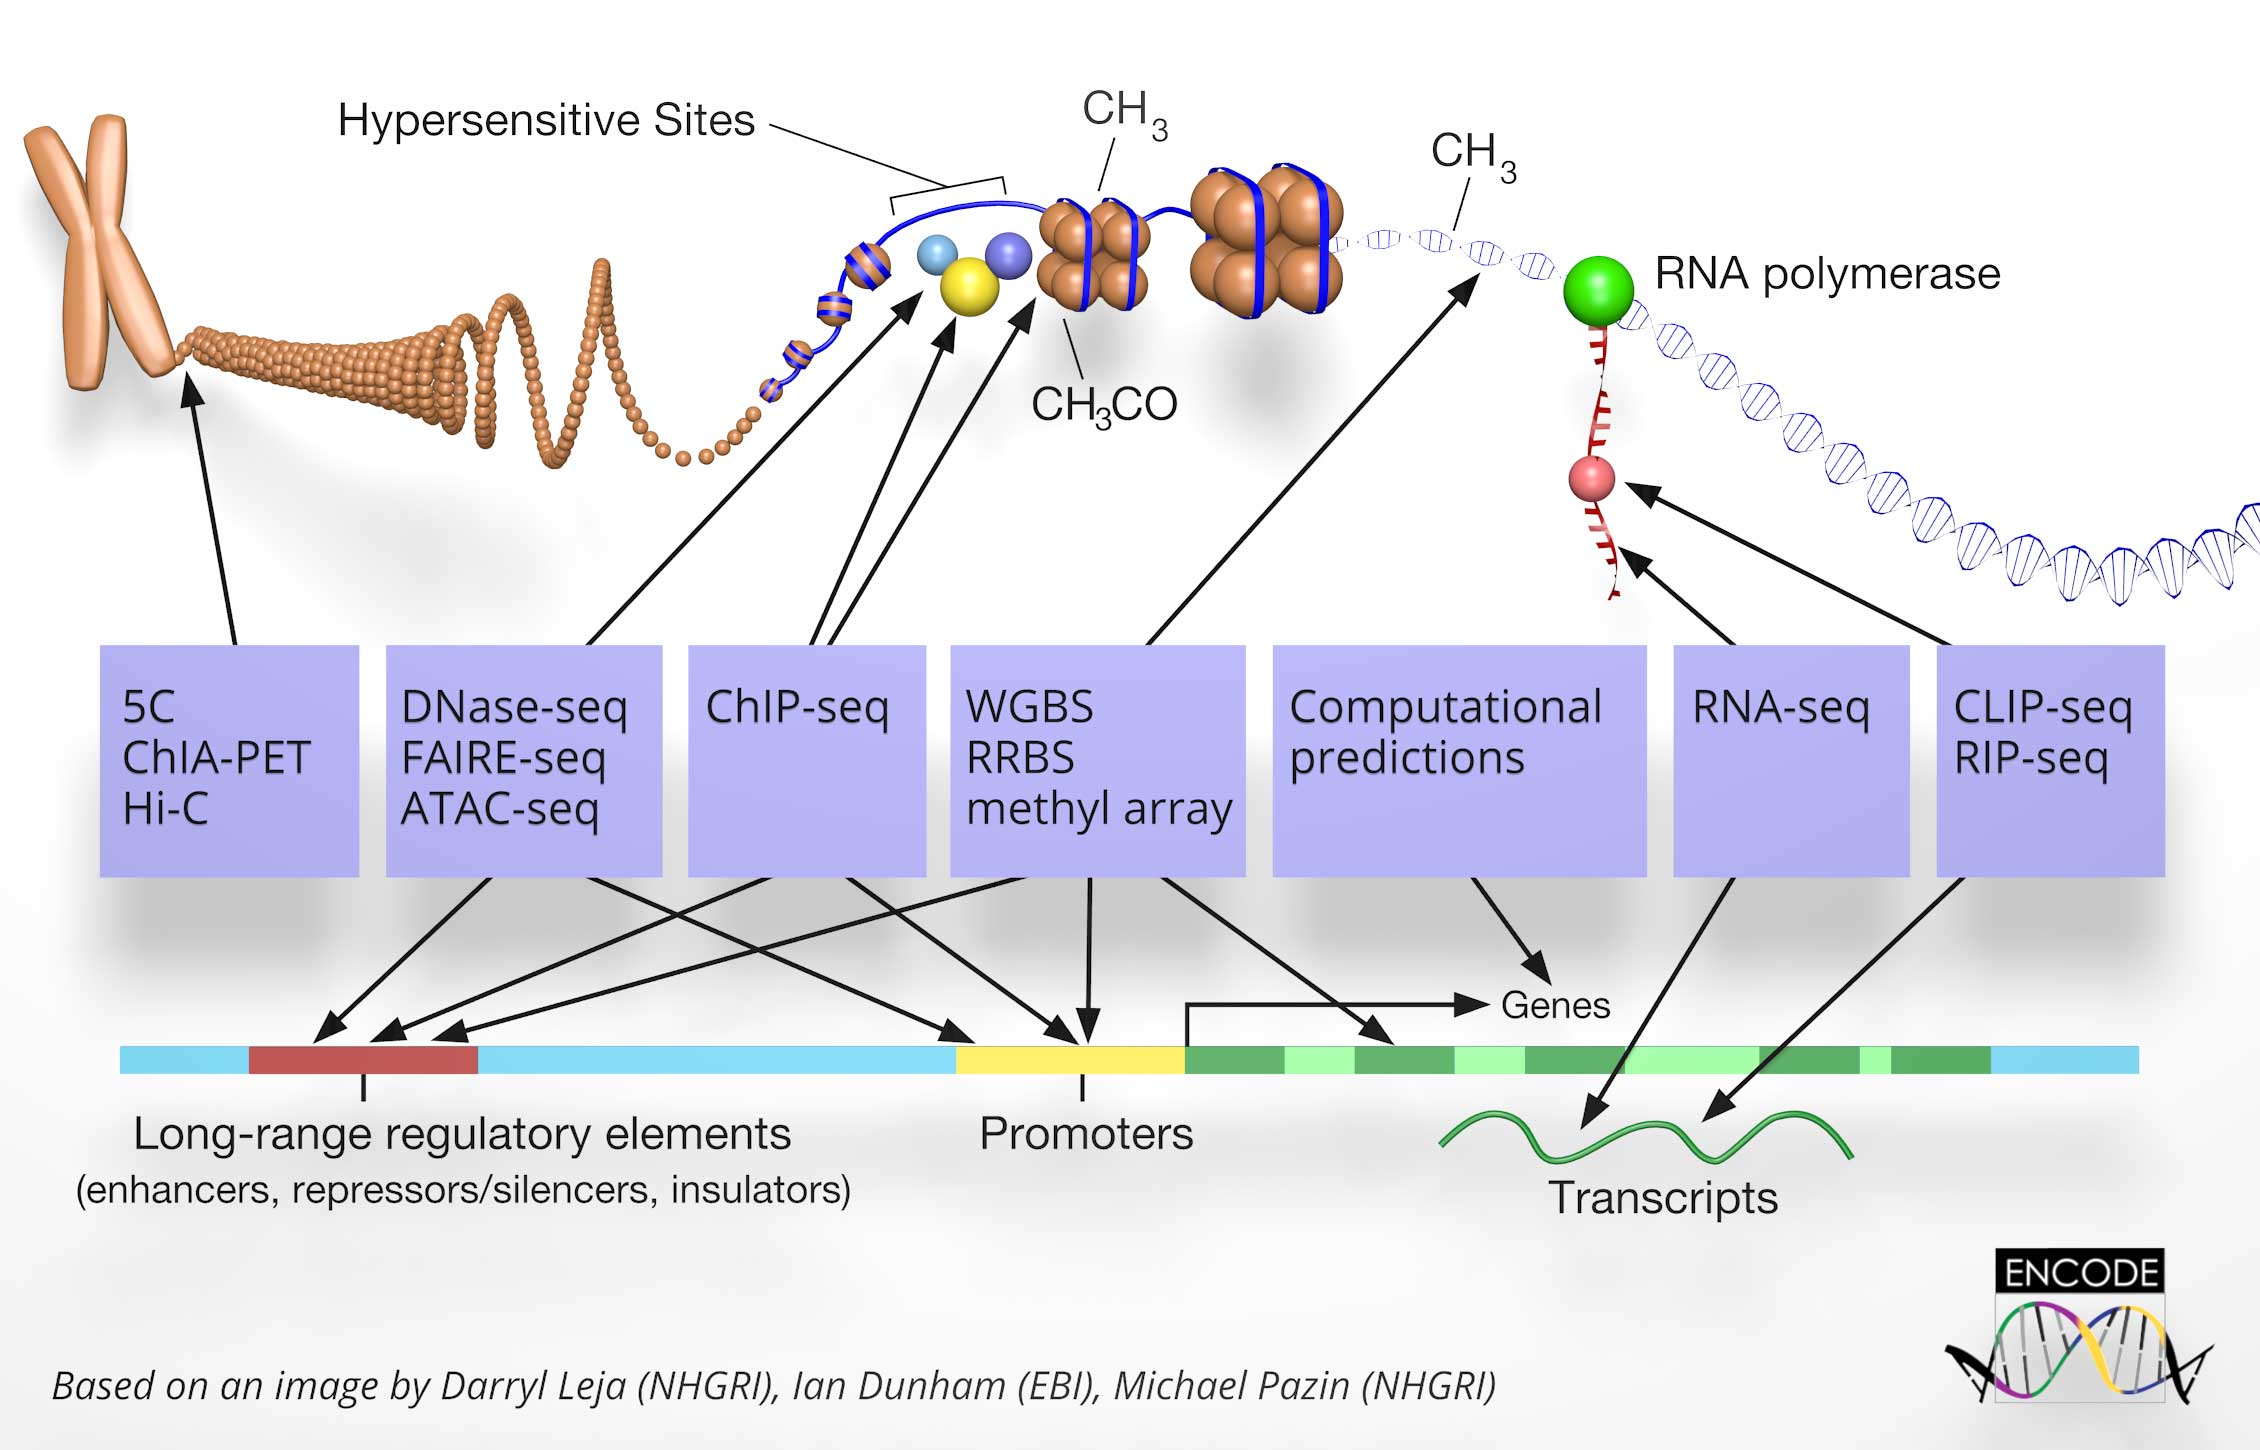 Hypersensitive Sites
CH3
CH3
RNA polymerase
CH3CO
5C
ChIA-PET
Hi-C
DNase-seq
FAIRE-seq
ATAC-seq
ChIP-seq
WGBS
RRBS
methyl array
Computational
predictions
RNA-seq
CLIP-seq
RIP-seq
Genes
Long-range regulatory elements
(enhancers, repressors/silencers, insulators)
Promoters
Transcripts
ENCODE
Based on an image by Darryl Leja (NHGRI), Ian Dunham (EBI), Michael Pazin (NHGRI)